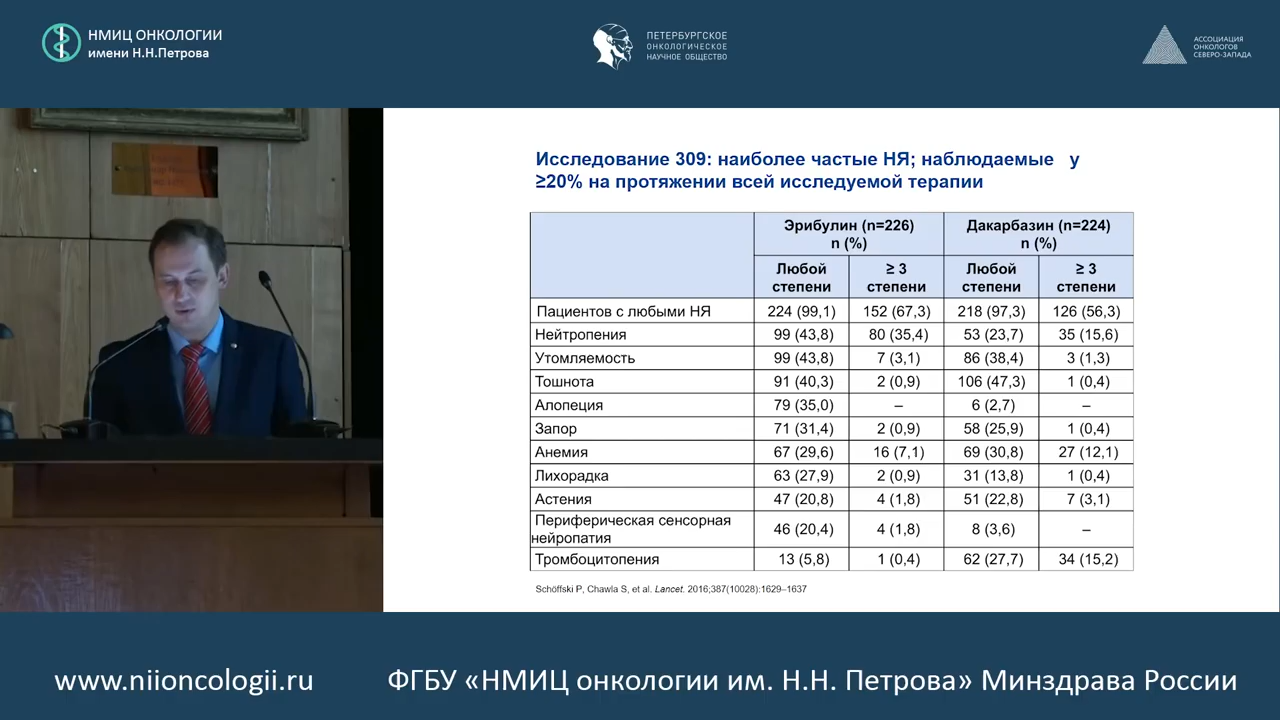 НМИЦ ОНКОЛОГИИ
имени Н.Н.Петрова
ПЕТЕРБУРГСКОЕ
ОНКОЛОГИЧЕСКОЕ
НАУЧНОЕ ОБЩЕСТВО
АССОЦИАЦИЯ
ОНКОЛОГОВ
СЕВЕРО-ЗАПАДА
Исследование 309: наиболее частые НЯ; наблюдаемые у
≥20% на протяжении всей исследуемой терапии
Эрибулин (n=226)
n (%)
Дакарбазин (n=224)
n (%)
Любой
степени
≥ 3
степени
Любой
степени
≥ 3
степени
Пациентов с любыми НЯ 224 (99,1) 152 (67,3) 218 (97,3) 126 (56,3)
Нейтропения 99 (43,8) 80 (35,4) 53 (23,7) 35 (15,6)
Утомляемость 99 (43,8) 7 (3,1) 86 (38,4) 3 (1,3)
Тошнота 91 (40,3) 2 (0,9) 106 (47,3) 1 (0,4)
Алопеция 79 (35,0) – 6 (2,7) –
Запор 71 (31,4) 2 (0,9) 58 (25,9) 1 (0,4)
Анемия 67 (29,6) 16 (7,1) 69 (30,8) 27 (12,1)
Лихорадка 63 (27,9) 2 (0,9) 31 (13,8) 1 (0,4)
Астения 47 (20,8) 4 (1,8) 51 (22,8) 7 (3,1)
Периферическая сенсорная
нейропатия 46 (20,4) 4 (1,8) 8 (3,6) –
Тромбоцитопения 13 (5,8) 1 (0,4) 62 (27,7) 34 (15,2)
Schöffski P, Chawla S, et al. Lancet. 2016;387(10028):1629–1637
www.niioncologii.ru
ФГБУ «НМИЦ онкологии им. Н.Н. Петрова» Минздрава России